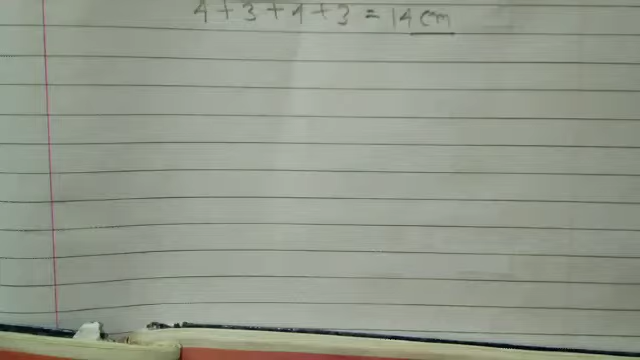 4 + 3 + 4 + 3 = 14 cm